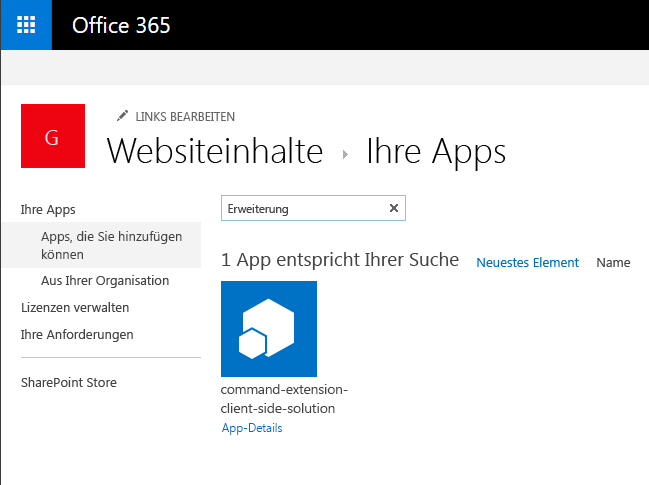 Office 365
G
LINKS BEARBEITEN
Websiteinhalte Ihre Apps
Ihre Apps
Apps, die Sie hinzufügen
können
Aus Ihrer Organisation
Lizenzen verwalten
Ihre Anforderungen
SharePoint Store
Erweiterung
1 App entspricht Ihrer Suche Neuestes Element Name
command-extension-
client-side-solution
App-Details